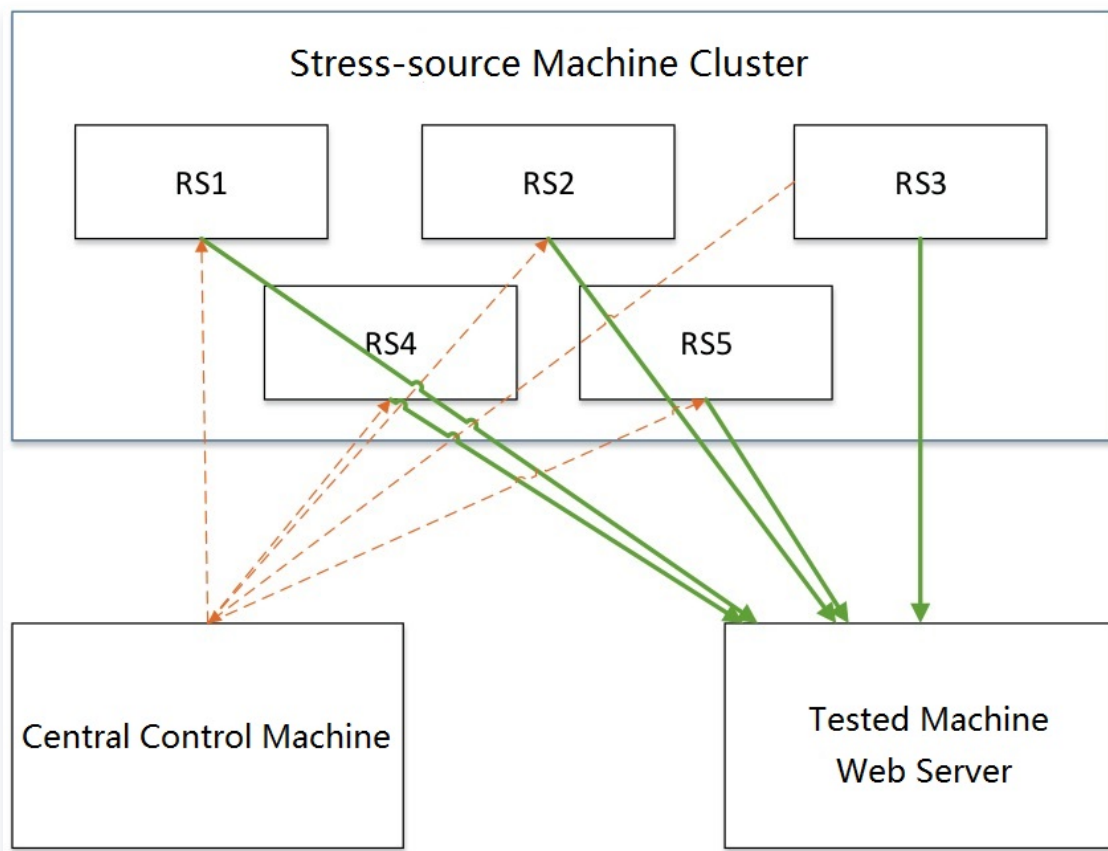 Stress-source Machine Cluster
RS1
RS2
RS3
RS4
RS5
Central Control Machine
Tested Machine
Web Server